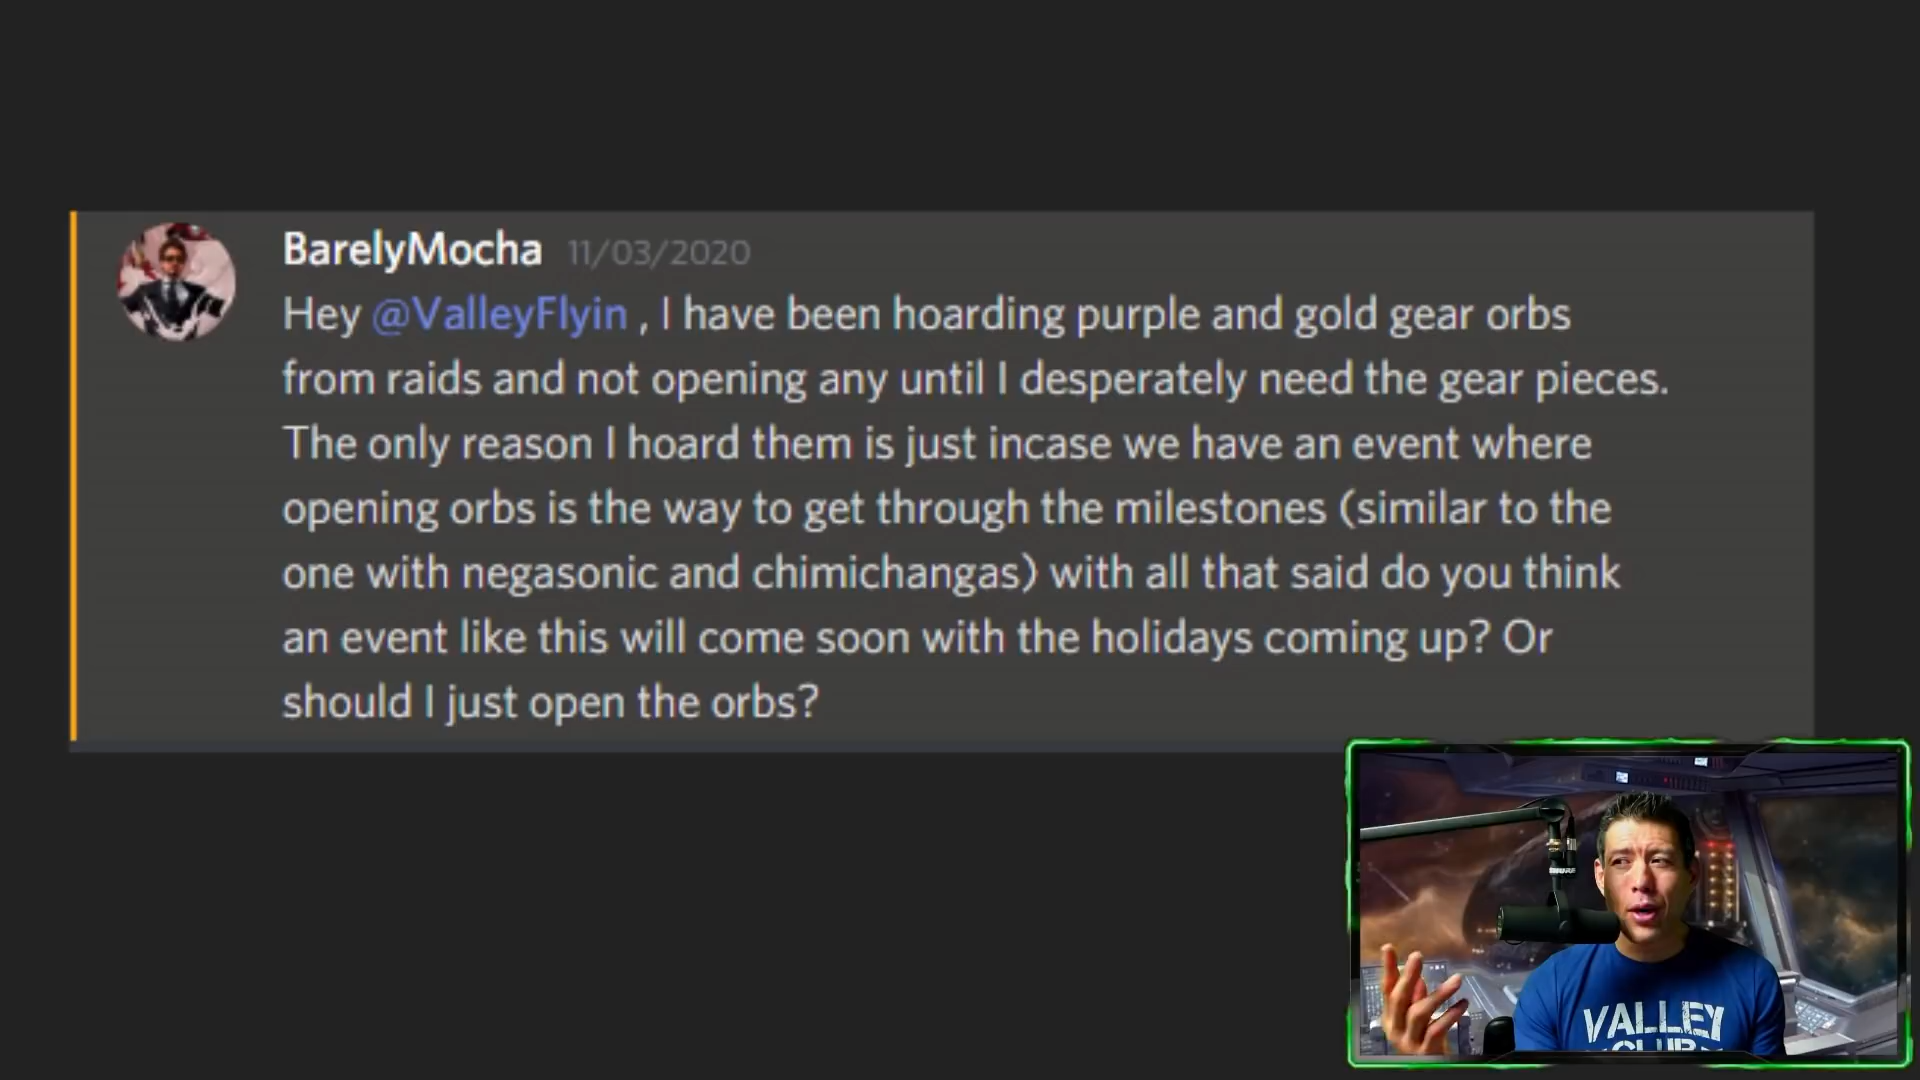 BarelyMocha 11/03/2020
Hey @ValleyFlyin , I have been hoarding purple and gold gear orbs
from raids and not opening any until I desperately need the gear pieces.
The only reason I hoard them is just incase we have an event where
opening orbs is the way to get through the milestones (similar to the
one with negasonic and chimichangas) with all that said do you think
an event like this will come soon with the holidays coming up? Or
should I just open the orbs?
SHURE
VALLEY
CLUB